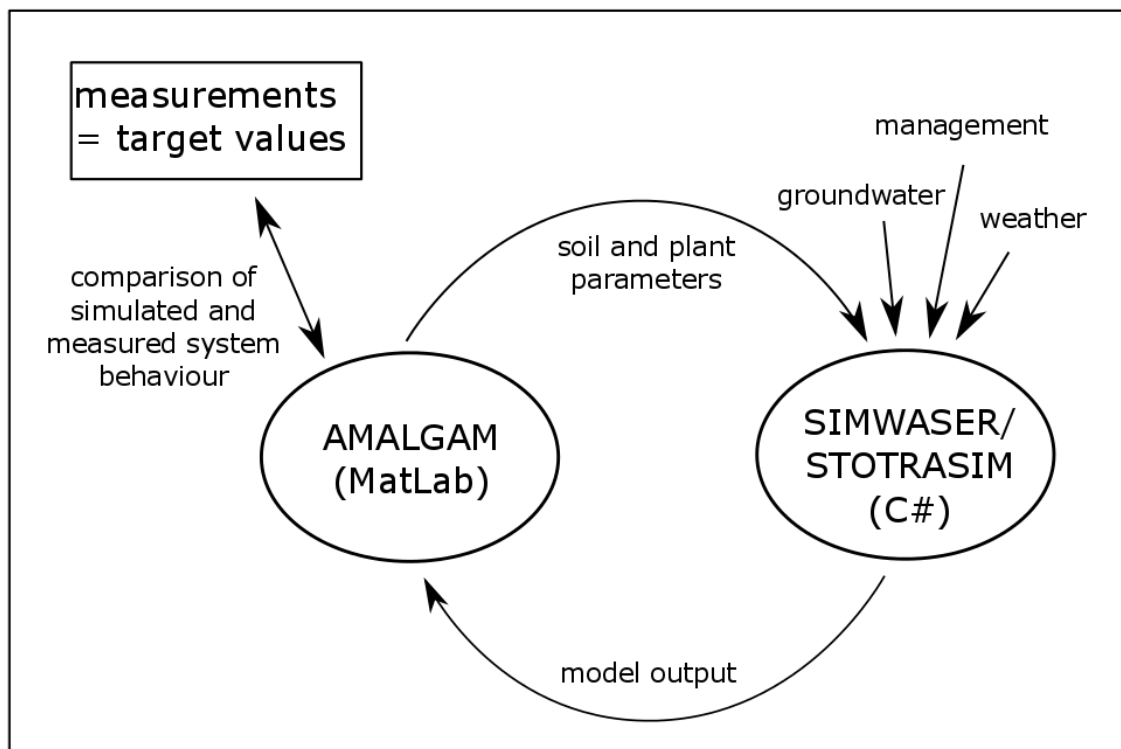 measurements
= target values
management
groundwater
weather
soil and plant
parameters
comparison of
simulated and
measured system
behaviour
AMALGAM
(MatLab)
SIMWASER/
STOTRASIM
(C#)
model output